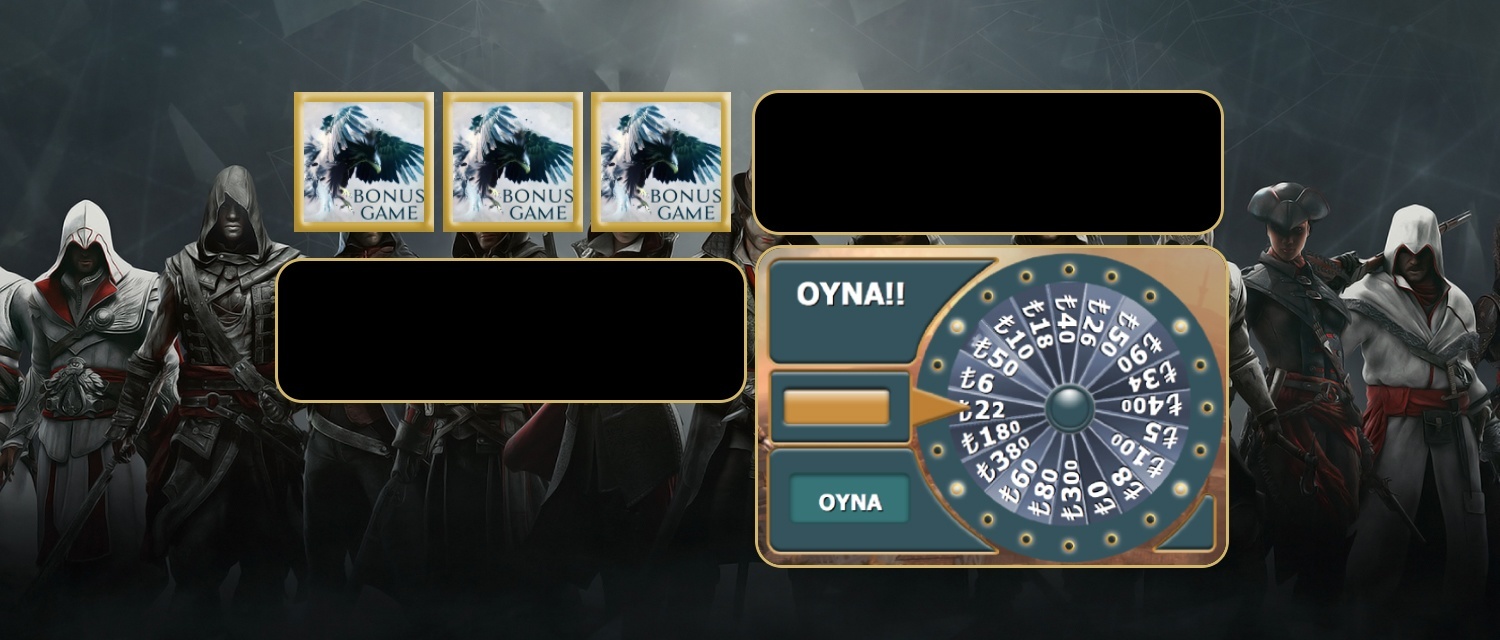 BONUS
GAME
BONUS
GAME
BONUS
GAME
OYNA!!
OYNA
₺40
₺26
₺50
₺90
₺34
₺400
₺5
₺100
₺8
₺0
₺300
₺80
₺60
₺380
₺180
₺22
₺6
₺50
₺10
₺18